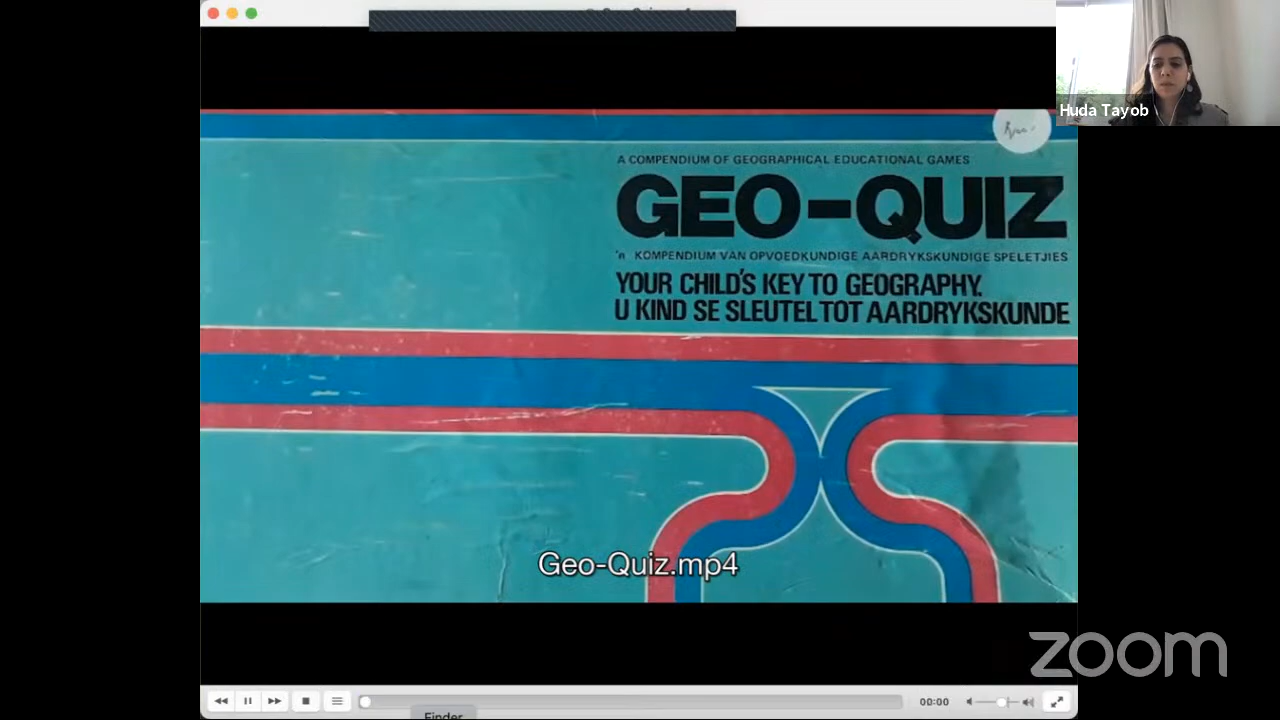 Huda Tayob
A COMPENDIUM OF GEOGRAPHICAL EDUCATIONAL GAMES
GEO-QUIZ
'n KOMPENDIUM VAN OPVOEDKUNDIGE AARDRYKSKUNDIGE SPELETJIES
YOUR CHILD'S KEY TO GEOGRAPHY.
U KIND SE SLEUTEL TOT AARDRYKSKUNDE
Geo-Quiz.mp4
zoom
00:00
Finder